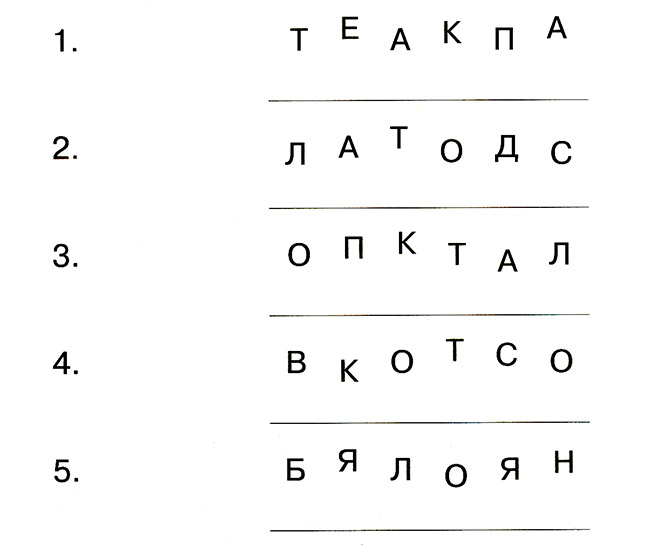 1. Т Е А К П А
2. Л А Т О Д С
3. О П К Т А Л
4. В К О Т С О
5. Б Я Л О Я Н